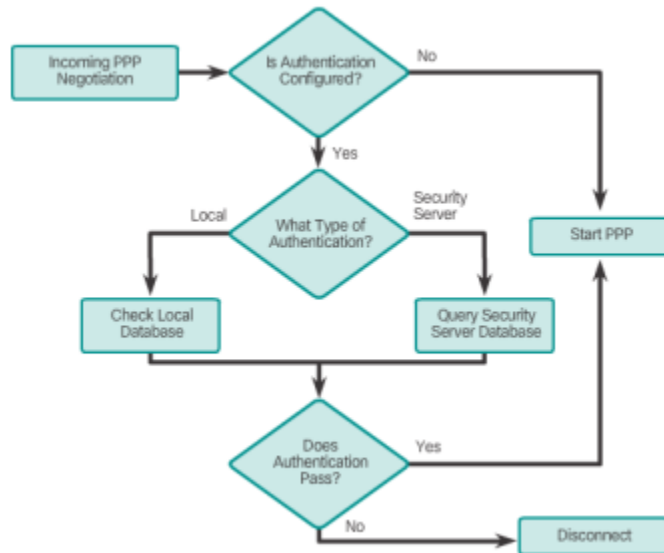 Incoming PPP
Negotiation
Is Authentication
Configured?
No
Yes
What Type of
Authentication?
Local
Security
Server
Start PPP
Check Local
Database
Query Security
Server Database
Does
Authentication
Pass?
Yes
No
Disconnect